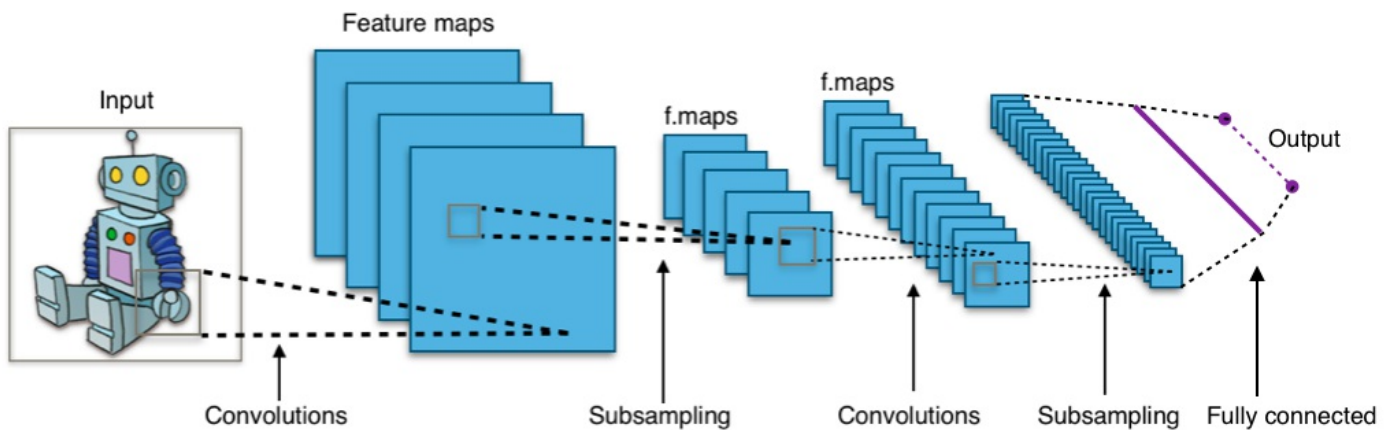 Feature maps
f.maps
f.maps
Input
Output
Convolutions
Subsampling
Convolutions
Subsampling
Fully connected